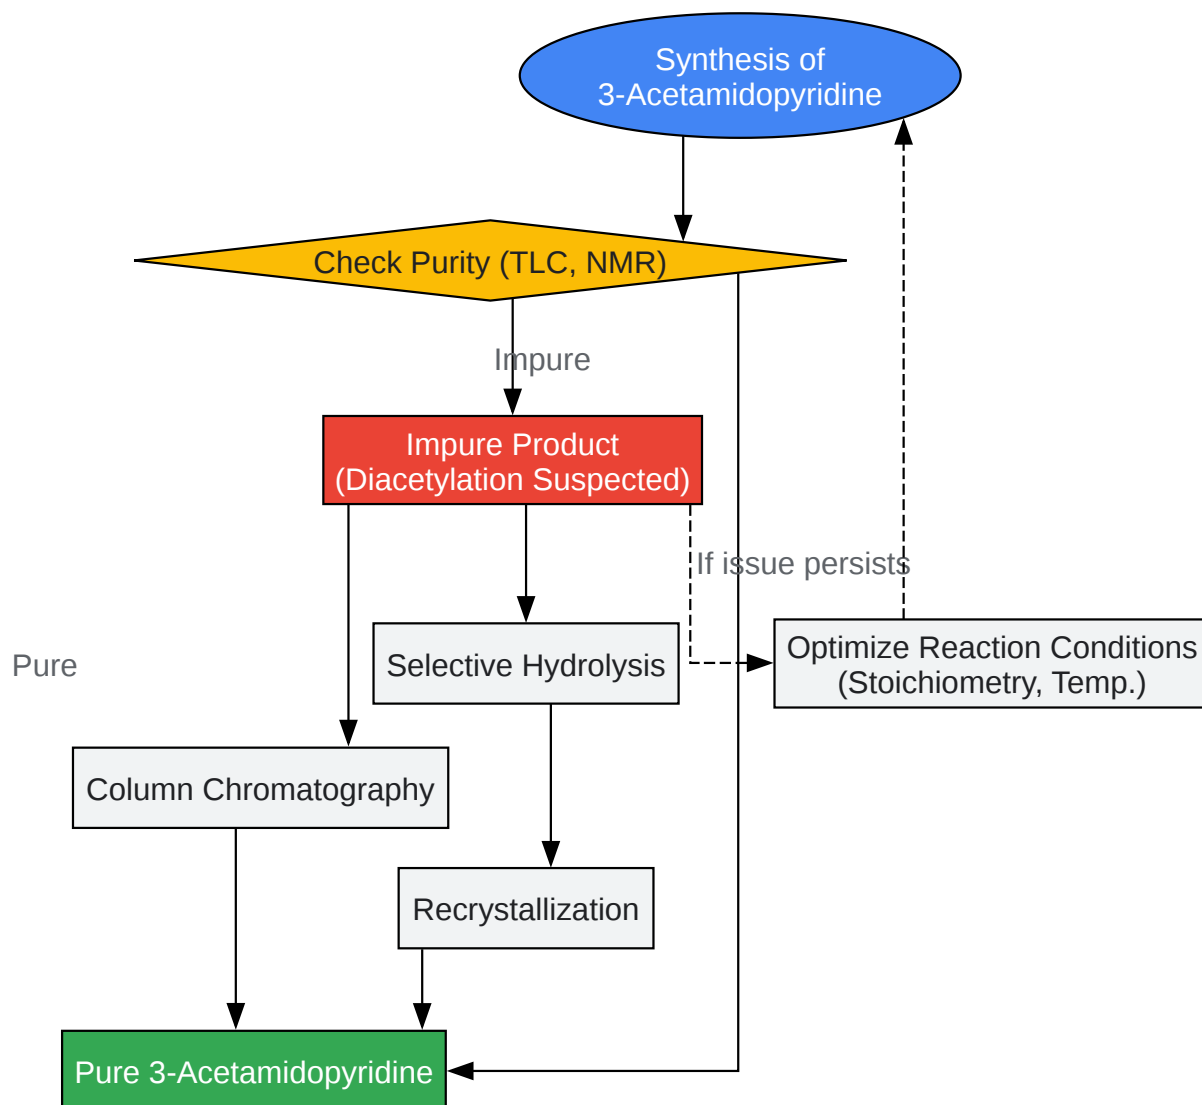 Synthesis of
3-Acetamidopyridine
Check Purity (TLC, NMR)
Impure
Impure Product
(Diacetylation Suspected)
If issue persists
Optimize Reaction Conditions
(Stoichiometry, Temp.)
Selective Hydrolysis
Pure
Column Chromatography
Recrystallization
Pure 3-Acetamidopyridine